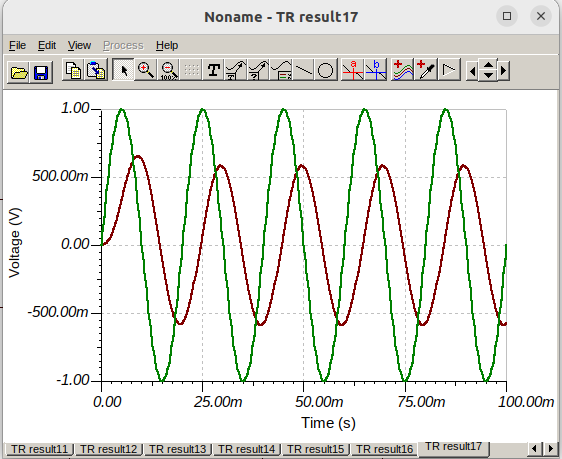 Noname - TR result17
File Edit View Process Help
T 100% a b
1.00
500.00m
0.00
-500.00m
-1.00
Voltage (V)
0.00 25.00m 50.00m 75.00m 100.00m
Time (s)
TR result11 TR result12 TR result13 TR result14 TR result15 TR result16 TR result17